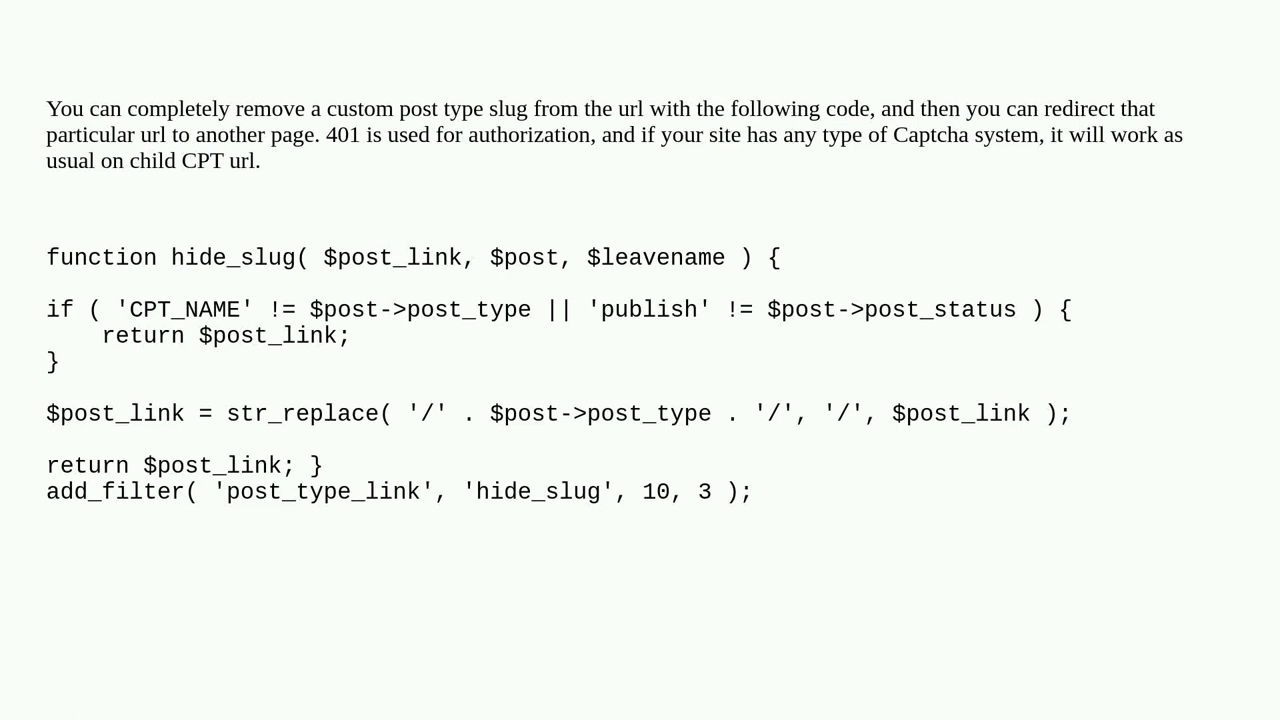 You can completely remove a custom post type slug from the url with the following code, and then you can redirect that
particular url to another page. 401 is used for authorization, and if your site has any type of Captcha system, it will work as
usual on child CPT url.
function hide_slug( $post_link, $post, $leavename ) {
if ( 'CPT_NAME' != $post->post_type || 'publish' != $post->post_status ) {
    return $post_link;
}
$post_link = str_replace( '/' . $post->post_type . '/', '/', $post_link );
return $post_link; }
add_filter( 'post_type_link', 'hide_slug', 10, 3 );